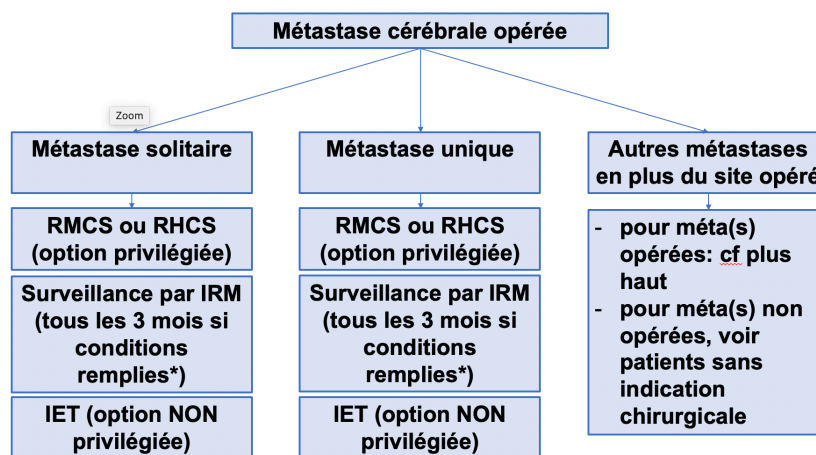 Métastase cérébrale opérée
Zoom
Métastase solitaire
Métastase unique
Autres métastases
en plus du site opéré
RMCS ou RHCS
(option privilégiée)
RMCS ou RHCS
(option privilégiée)
- pour méta(s)
opérées: cf plus
haut
- pour méta(s) non
opérées, voir
patients sans
indication
chirurgicale
Surveillance par IRM
(tous les 3 mois si
conditions
remplies*)
Surveillance par IRM
(tous les 3 mois si
conditions
remplies*)
IET (option NON
privilégiée)
IET (option NON
privilégiée)